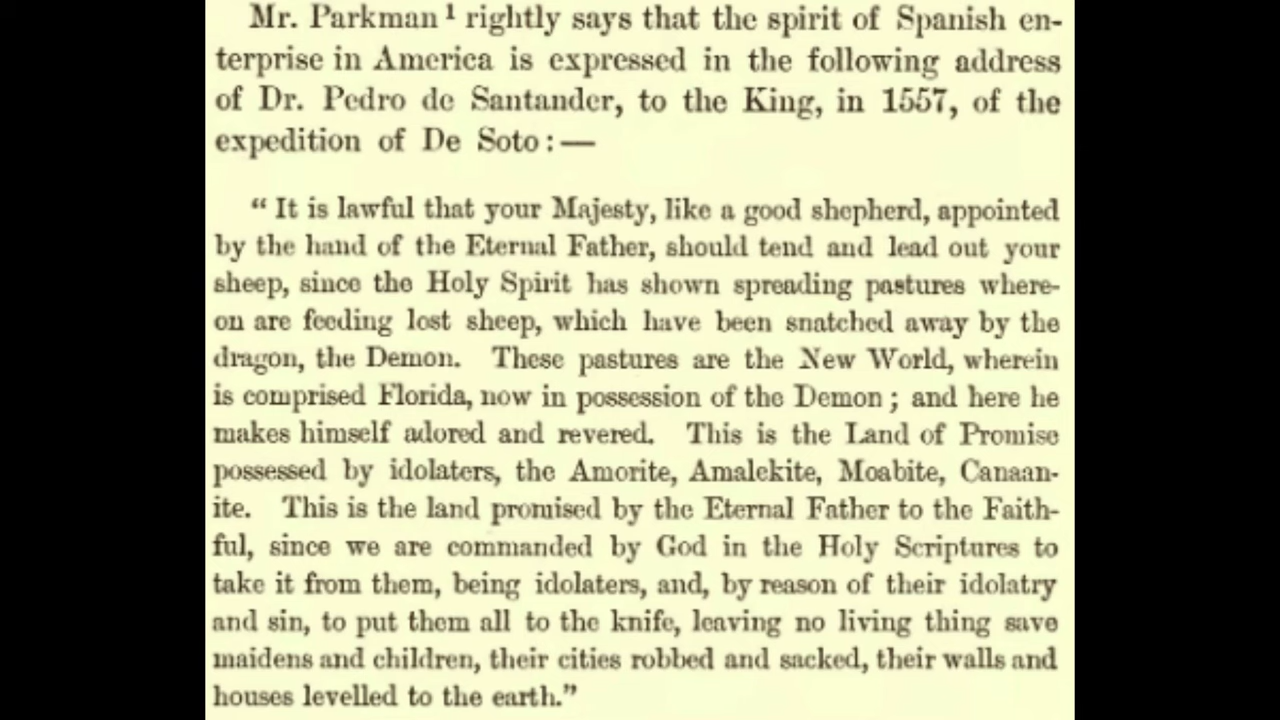 Mr. Parkman ¹ rightly says that the spirit of Spanish en-
terprise in America is expressed in the following address
of Dr. Pedro de Santander, to the King, in 1557, of the
expedition of De Soto : —
“ It is lawful that your Majesty, like a good shepherd, appointed
by the hand of the Eternal Father, should tend and lead out your
sheep, since the Holy Spirit has shown spreading pastures where-
on are feeding lost sheep, which have been snatched away by the
dragon, the Demon. These pastures are the New World, wherein
is comprised Florida, now in possession of the Demon ; and here he
makes himself adored and revered. This is the Land of Promise
possessed by idolaters, the Amorite, Amalekite, Moabite, Canaan-
ite. This is the land promised by the Eternal Father to the Faith-
ful, since we are commanded by God in the Holy Scriptures to
take it from them, being idolaters, and, by reason of their idolatry
and sin, to put them all to the knife, leaving no living thing save
maidens and children, their cities robbed and sacked, their walls and
houses levelled to the earth.”